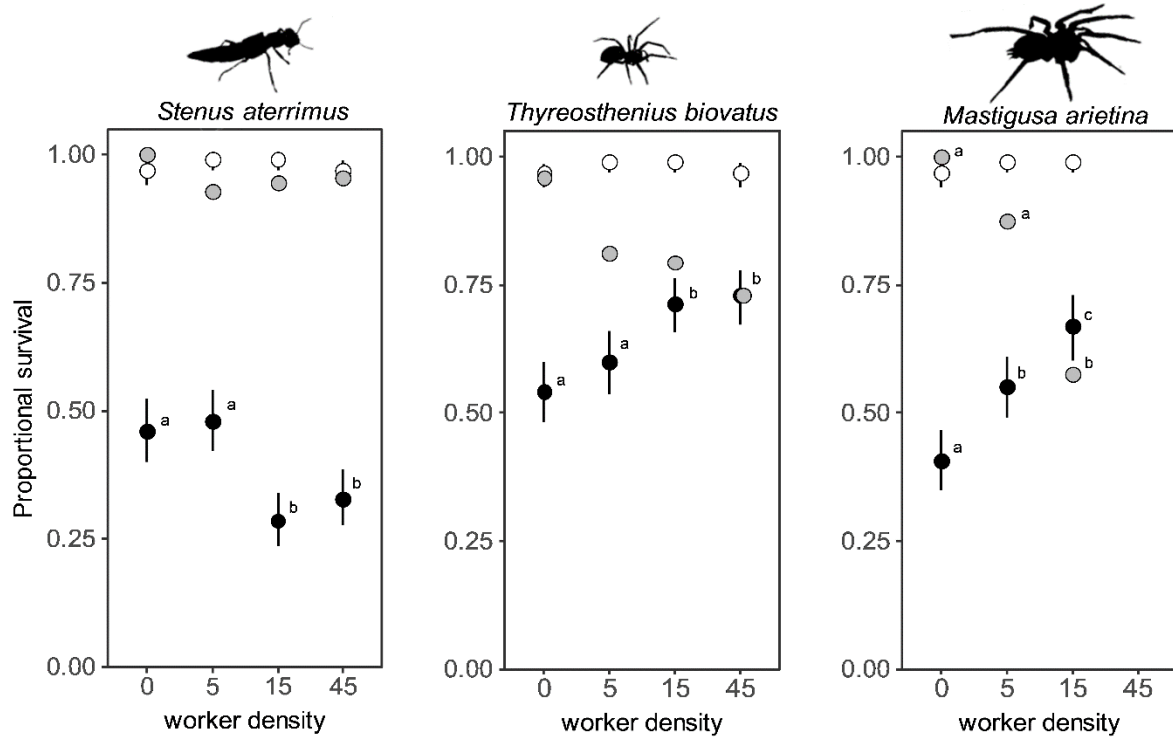 Stenus aterrimus
Thyreosthenius biovatus
Mastigusa arietina
Proportional survival
1.00
0.75
0.50
0.25
0.00
a
a
b
b
0
5
15
45
worker density
1.00
0.75
0.50
0.25
0.00
a
a
b
b
0
5
15
45
worker density
1.00
0.75
0.50
0.25
0.00
a
a
c
b
b
a
0
5
15
45
worker density